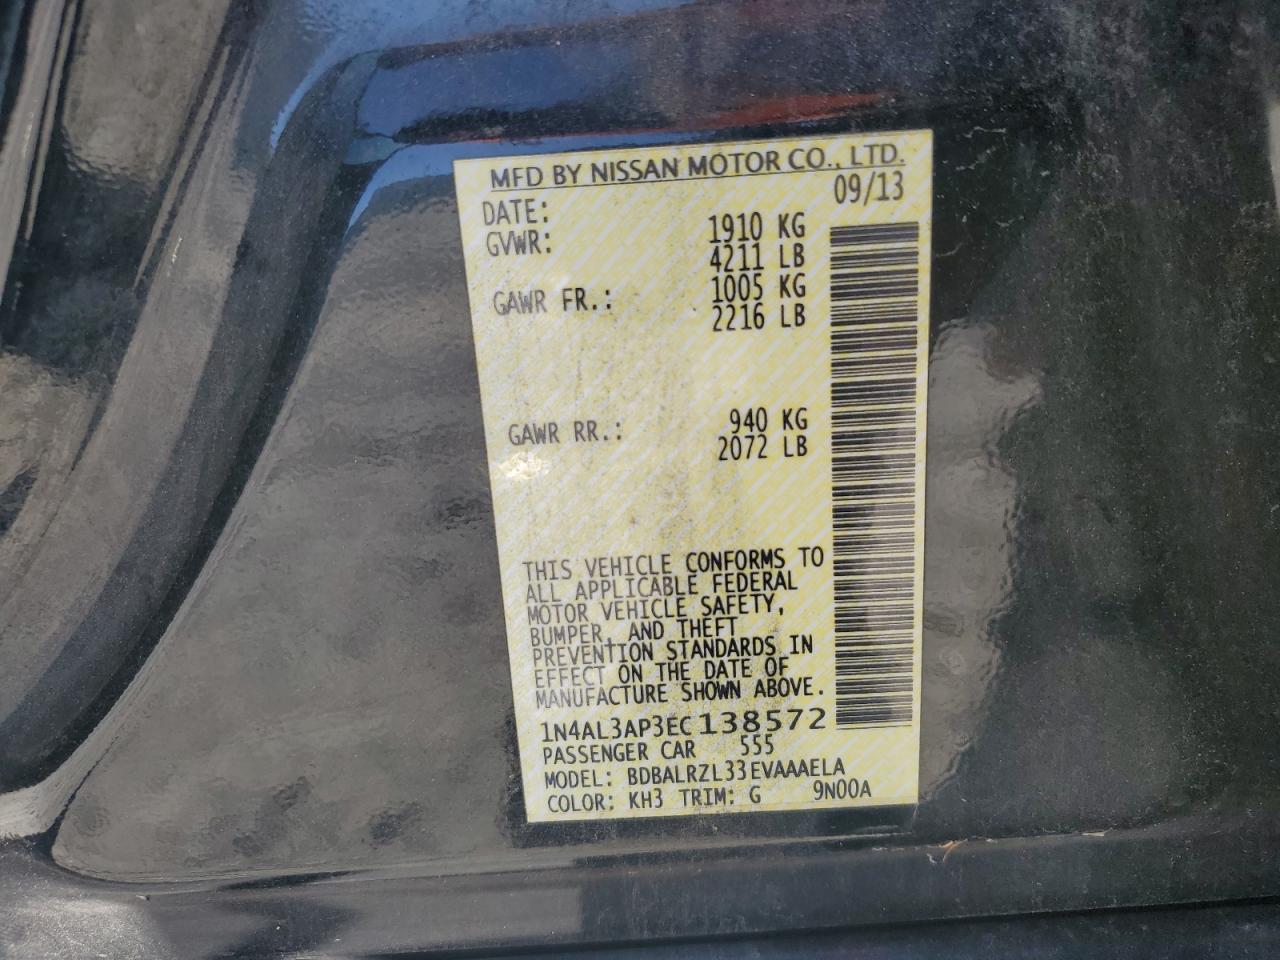 MFD BY NISSAN MOTOR CO., LTD.
DATE: 09/13
GVWR: 1910 KG
4211 LB
GAWR FR.: 1005 KG
2216 LB
GAWR RR.: 940 KG
2072 LB
THIS VEHICLE CONFORMS TO
ALL APPLICABLE FEDERAL
MOTOR VEHICLE SAFETY,
BUMPER, AND THEFT
PREVENTION STANDARDS IN
EFFECT ON THE DATE OF
MANUFACTURE SHOWN ABOVE.
1N4AL3AP3EC138572
PASSENGER CAR 555
MODEL: BDBALRZL33EVAAAELA
COLOR: KH3 TRIM: G 9N00A